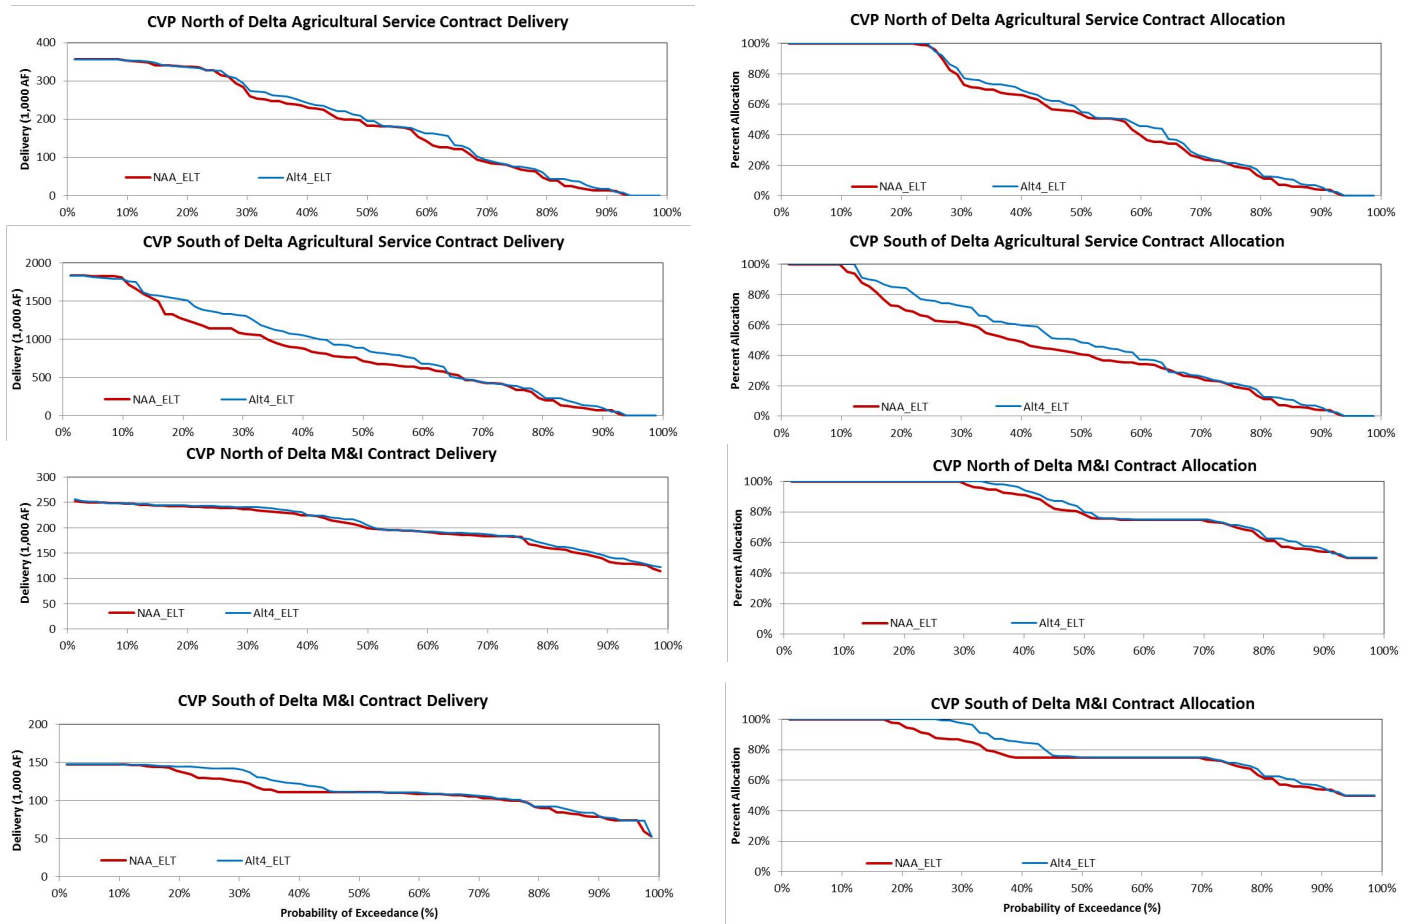 CVP North of Delta Agricultural Service Contract Delivery
Delivery (1,000 AF)
400
300
200
100
0
NAA_ELT Alt4_ELT
0% 10% 20% 30% 40% 50% 60% 70% 80% 90% 100%
CVP North of Delta Agricultural Service Contract Allocation
Percent Allocation
100%
80%
60%
40%
20%
0%
NAA_ELT Alt4_ELT
0% 10% 20% 30% 40% 50% 60% 70% 80% 90% 100%
CVP South of Delta Agricultural Service Contract Delivery
Delivery (1,000 AF)
2000
1500
1000
500
0
NAA_ELT Alt4_ELT
0% 10% 20% 30% 40% 50% 60% 70% 80% 90% 100%
CVP South of Delta Agricultural Service Contract Allocation
Percent Allocation
100%
80%
60%
40%
20%
0%
NAA_ELT Alt4_ELT
0% 10% 20% 30% 40% 50% 60% 70% 80% 90% 100%
CVP North of Delta M&I Contract Delivery
Delivery (1,000 AF)
300
250
200
150
100
50
0
NAA_ELT Alt4_ELT
0% 10% 20% 30% 40% 50% 60% 70% 80% 90% 100%
CVP North of Delta M&I Contract Allocation
Percent Allocation
100%
80%
60%
40%
20%
0%
NAA_ELT Alt4_ELT
0% 10% 20% 30% 40% 50% 60% 70% 80% 90% 100%
CVP South of Delta M&I Contract Delivery
Delivery (1,000 AF)
200
150
100
50
0
NAA_ELT Alt4_ELT
0% 10% 20% 30% 40% 50% 60% 70% 80% 90% 100%
Probability of Exceedance (%)
CVP South of Delta M&I Contract Allocation
Percent Allocation
100%
80%
60%
40%
20%
0%
NAA_ELT Alt4_ELT
0% 10% 20% 30% 40% 50% 60% 70% 80% 90% 100%
Probability of Exceedance (%)